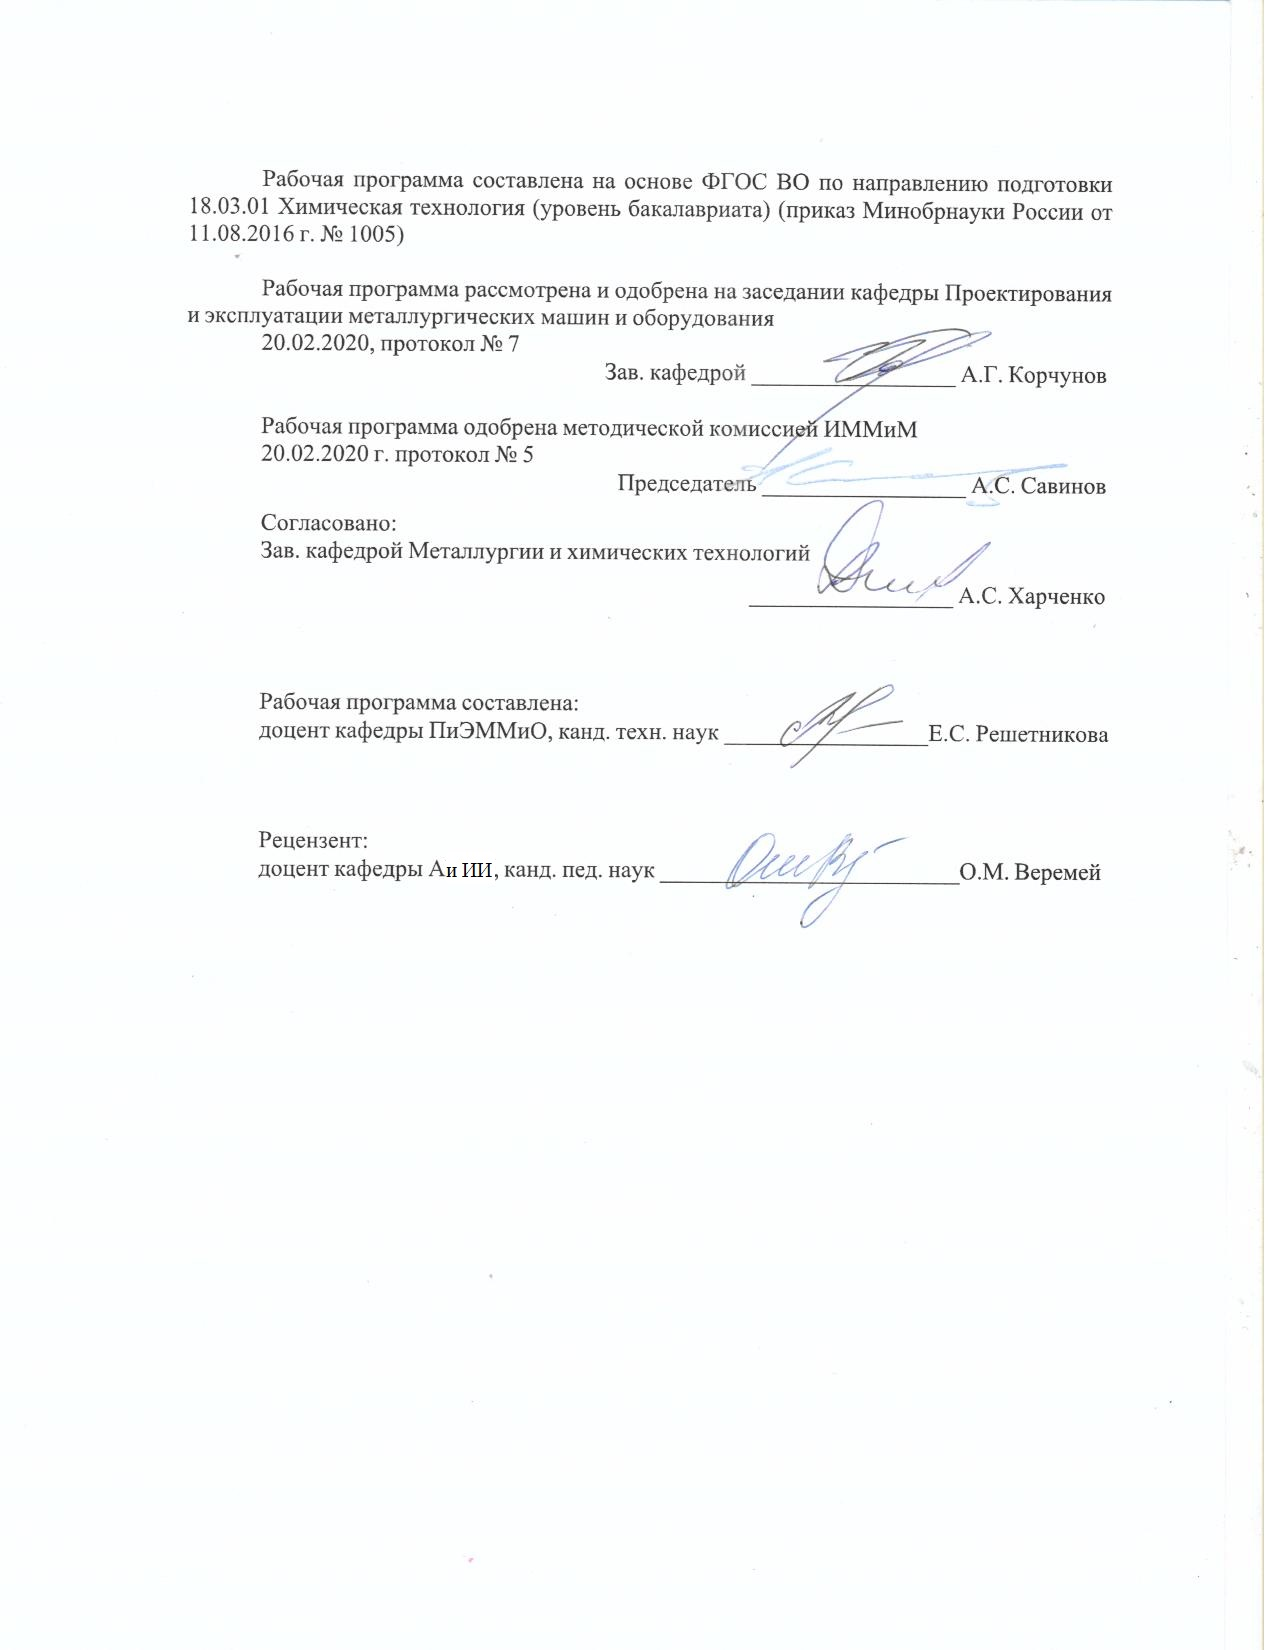 Рабочая программа составлена на основе ФГОС ВО по направлению подготовки
18.03.01 Химическая технология (уровень бакалавриата) (приказ Минобрнауки России от
11.08.2016 г. № 1005)
Рабочая программа рассмотрена и одобрена на заседании кафедры Проектирования
и эксплуатации металлургических машин и оборудования
20.02.2020, протокол № 7
Зав. кафедрой _________________ А.Г. Корчунов
Рабочая программа одобрена методической комиссией ИММиМ
20.02.2020 г. протокол № 5
Председатель _________________ А.С. Савинов
Согласовано:
Зав. кафедрой Металлургии и химических технологий
_________________ А.С. Харченко
Рабочая программа составлена:
доцент кафедры ПиЭММиО, канд. техн. наук _________________Е.С. Решетникова
Рецензент:
доцент кафедры Аи ИИ, канд. пед. наук _________________________О.М. Веремей